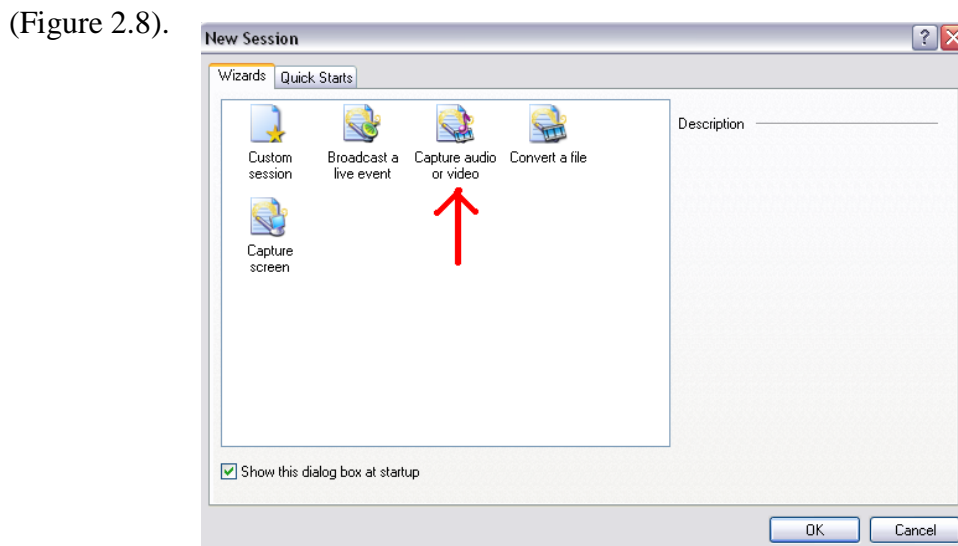 (Figure 2.8).
New Session
Wizards Quick Starts
Custom session
Broadcast a live event
Capture audio or video
Convert a file
Description
Capture screen
Show this dialog box at startup
OK Cancel